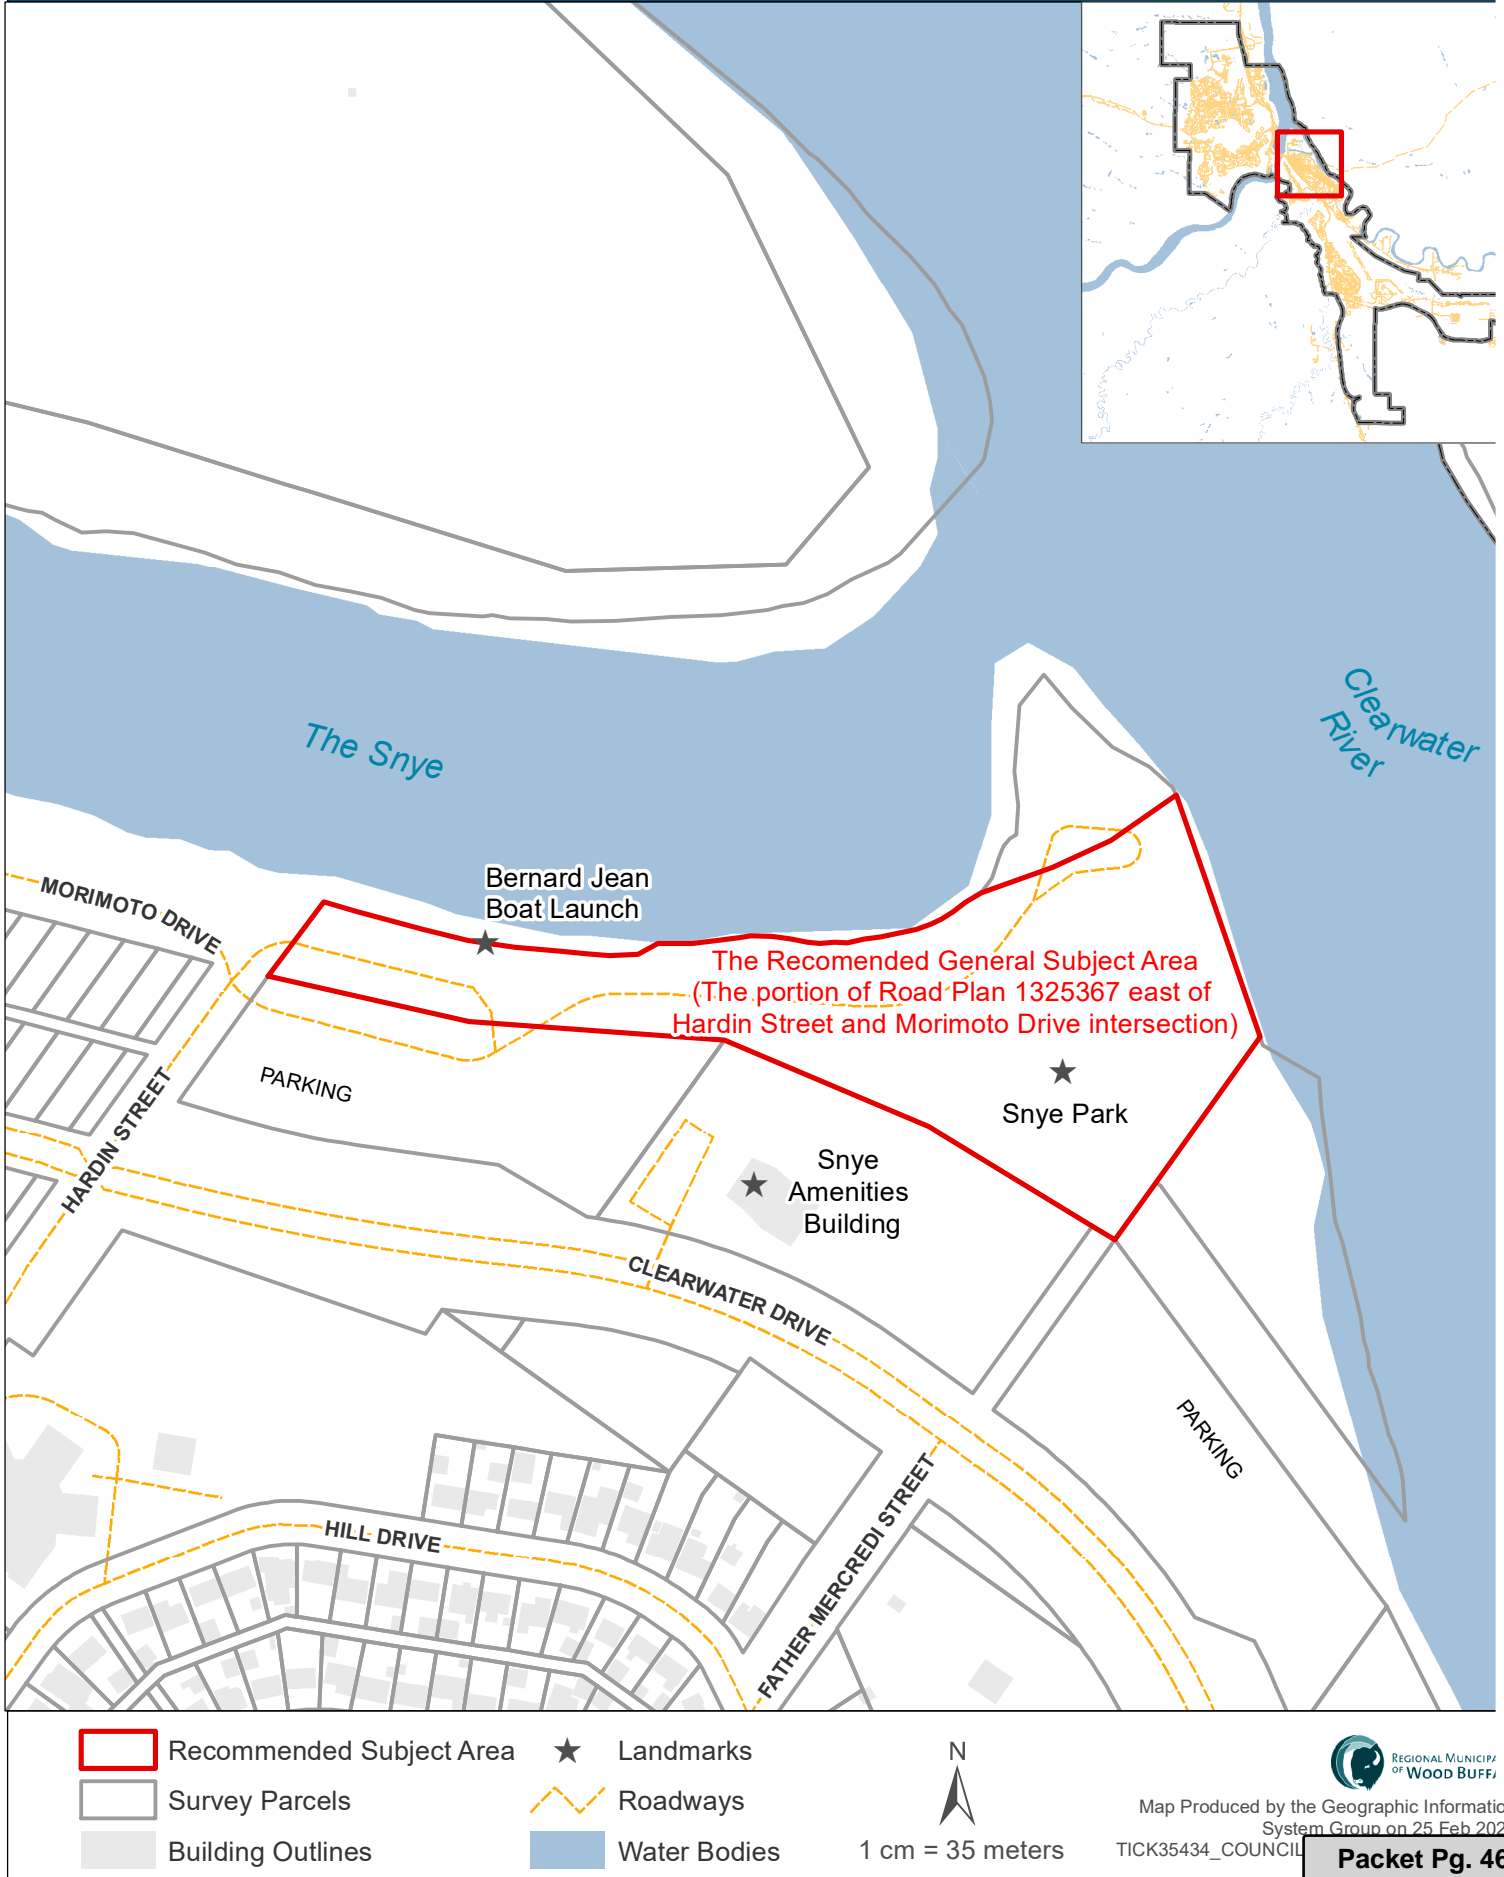 The Snye
Clearwater
River
Bernard Jean
Boat Launch
MORIMOTO DRIVE
The Recomended General Subject Area
(The portion of Road Plan 1325367 east of
Hardin Street and Morimoto Drive intersection)
PARKING
HARDIN STREET
Snye Park
Snye
Amenities
Building
CLEARWATER DRIVE
PARKING
HILL DRIVE
FATHER MERCREDI STREET
Recommended Subject Area
Landmarks
Survey Parcels
Roadways
Building Outlines
Water Bodies
N
1 cm = 35 meters
REGIONAL
OF WOOD
Map Produced by the Geographic
System Group on 25 Feb
Packet Pg. 46